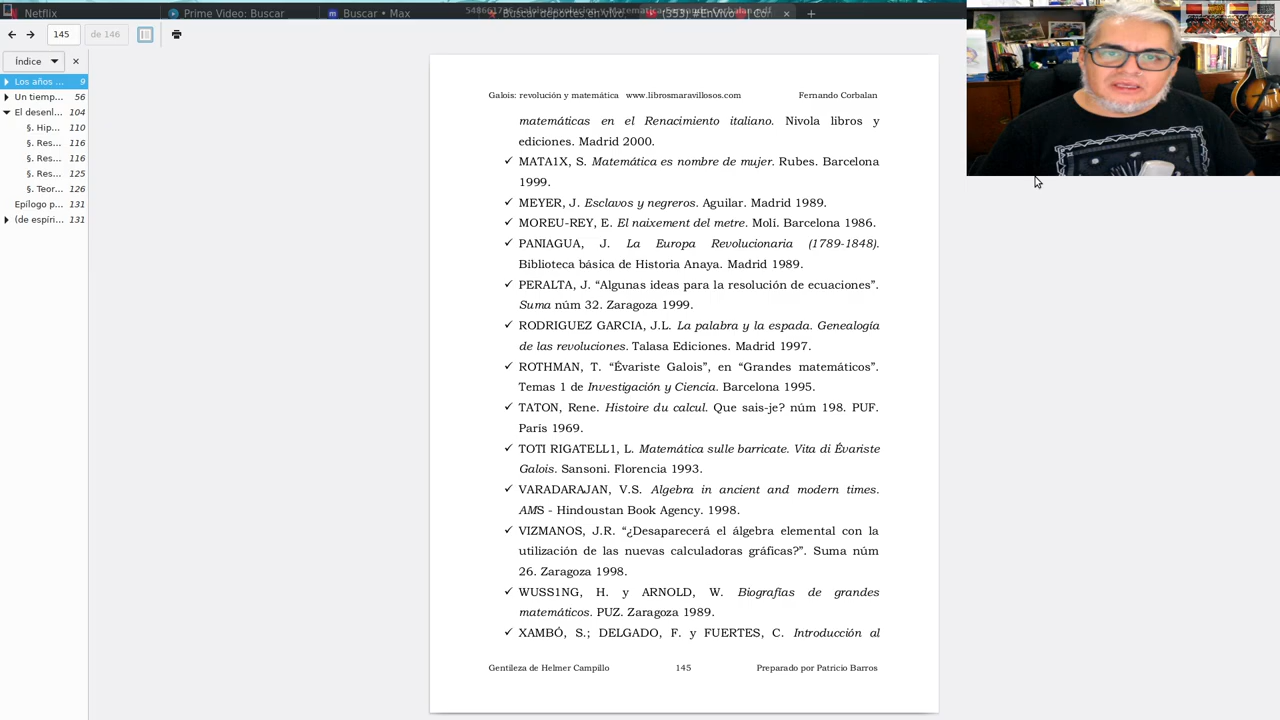 Netflix
Prime Video: Buscar
Buscar • Max
Buscar deportes en v
(353) #EnVivo
145
de 146
Índice
Los años ... 9
Un tiemp... 56
El desenl... 104
§. Hip... 110
§. Res... 116
§. Res... 116
§. Res... 125
§. Teor... 126
Epílogo p... 131
(de espíri... 131
Galois: revolución y matemática www.librosmaravillosos.com Fernando Corbalan
matemáticas en el Renacimiento italiano. Nivola libros y
ediciones. Madrid 2000.
✓ MATA1X, S. Matemática es nombre de mujer. Rubes. Barcelona
1999.
✓ MEYER, J. Esclavos y negreros. Aguilar. Madrid 1989.
✓ MOREU-REY, E. El naixement del metre. Molí. Barcelona 1986.
✓ PANIAGUA, J. La Europa Revolucionaria (1789-1848).
Biblioteca básica de Historia Anaya. Madrid 1989.
✓ PERALTA, J. “Algunas ideas para la resolución de ecuaciones”.
Suma núm 32. Zaragoza 1999.
✓ RODRIGUEZ GARCIA, J.L. La palabra y la espada. Genealogía
de las revoluciones. Talasa Ediciones. Madrid 1997.
✓ ROTHMAN, T. “Évariste Galois”, en “Grandes matemáticos”.
Temas 1 de Investigación y Ciencia. Barcelona 1995.
✓ TATON, Rene. Histoire du calcul. Que sais-je? núm 198. PUF.
París 1969.
✓ TOTI RIGATELL1, L. Matemática sulle barricate. Vita di Évariste
Galois. Sansoni. Florencia 1993.
✓ VARADARAJAN, V.S. Algebra in ancient and modern times.
AMS - Hindoustan Book Agency. 1998.
✓ VIZMANOS, J.R. “¿Desaparecerá el álgebra elemental con la
utilización de las nuevas calculadoras gráficas?”. Suma núm
26. Zaragoza 1998.
✓ WUSS1NG, H. y ARNOLD, W. Biografías de grandes
matemáticos. PUZ. Zaragoza 1989.
✓ XAMBÓ, S.; DELGADO, F. y FUERTES, C. Introducción al
Gentileza de Helmer Campillo 145 Preparado por Patricio Barros